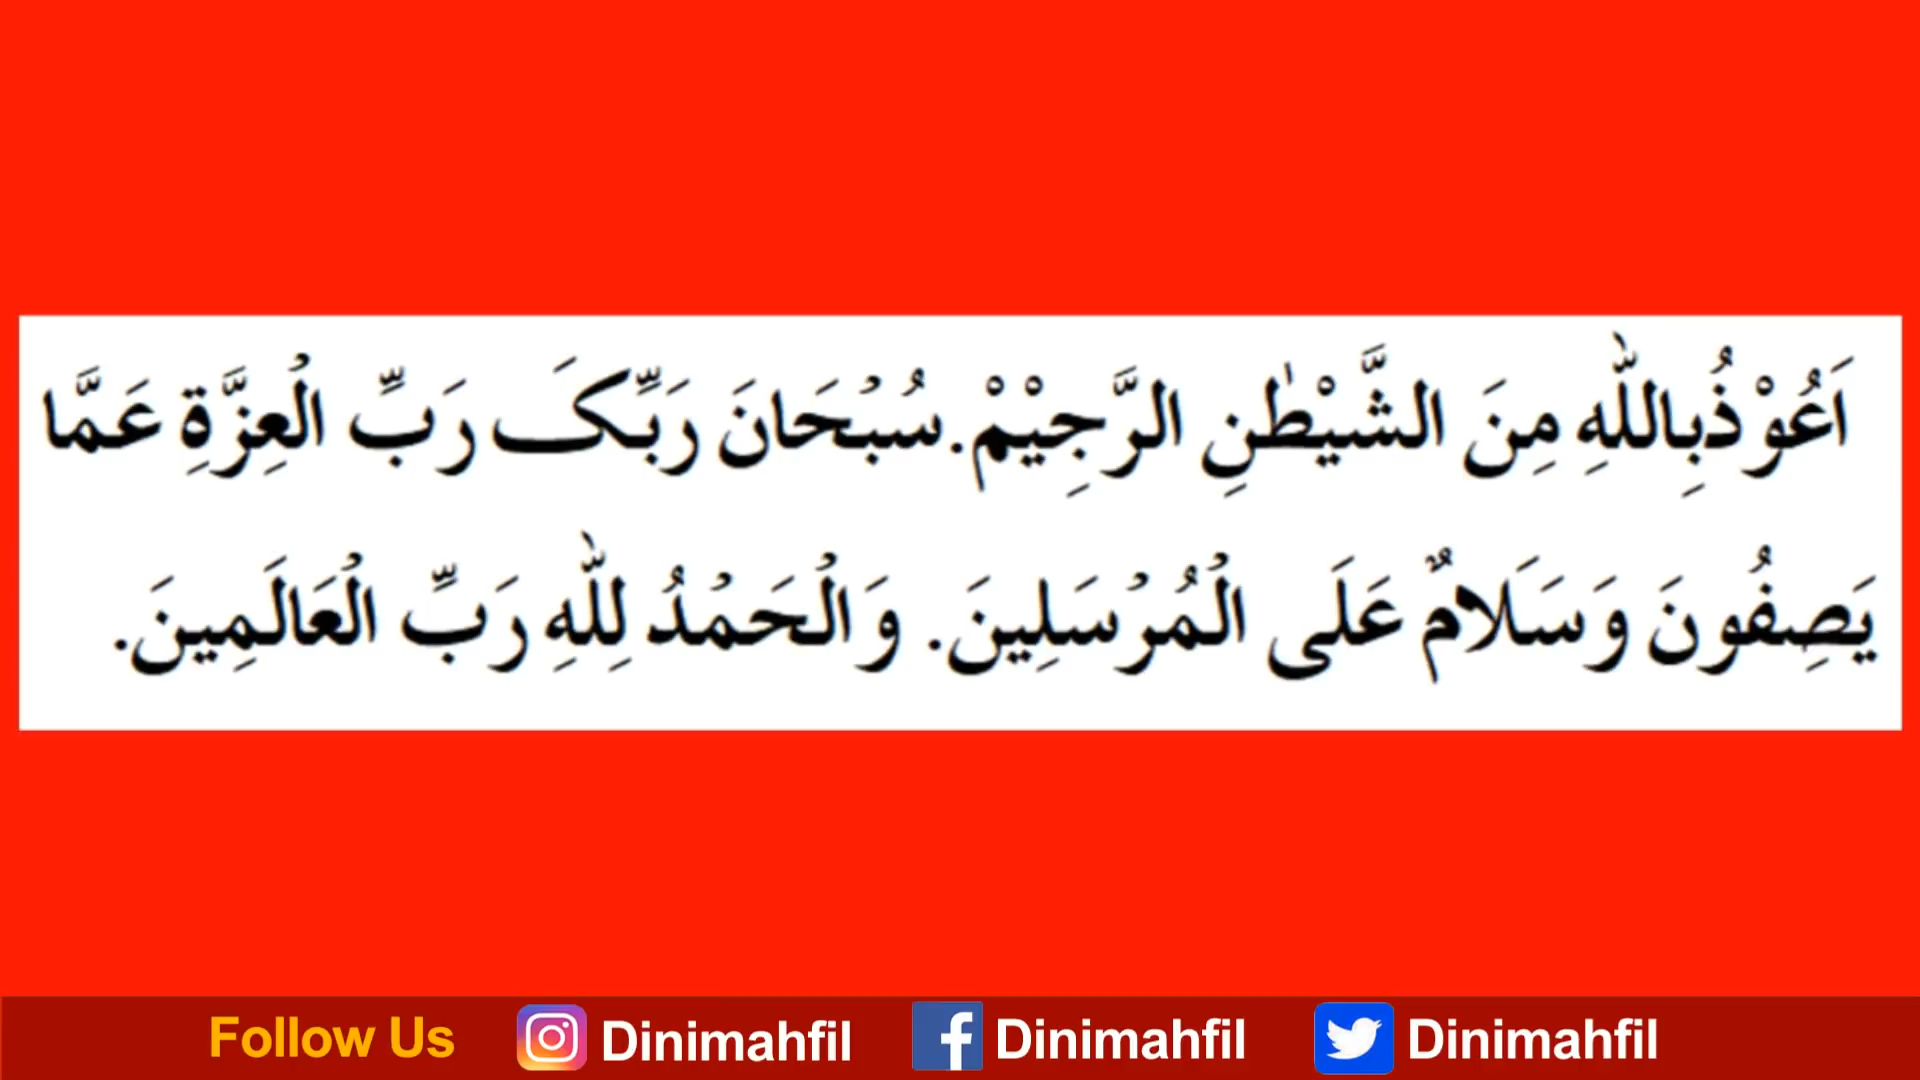 اَعُوْذُبِاللّٰهِ مِنَ الشَّيْطٰنِ الرَّجِيْمْ.سُبْحَانَ رَبِّکَ رَبِّ الْعِزَّةِ عَمَّا
يَصِفُونَ وَسَلَامٌ عَلَى الْمُرْسَلِينَ. وَالْحَمْدُ لِلّٰهِ رَبِّ الْعَالَمِينَ.
Follow Us Dinimahfil Dinimahfil Dinimahfil